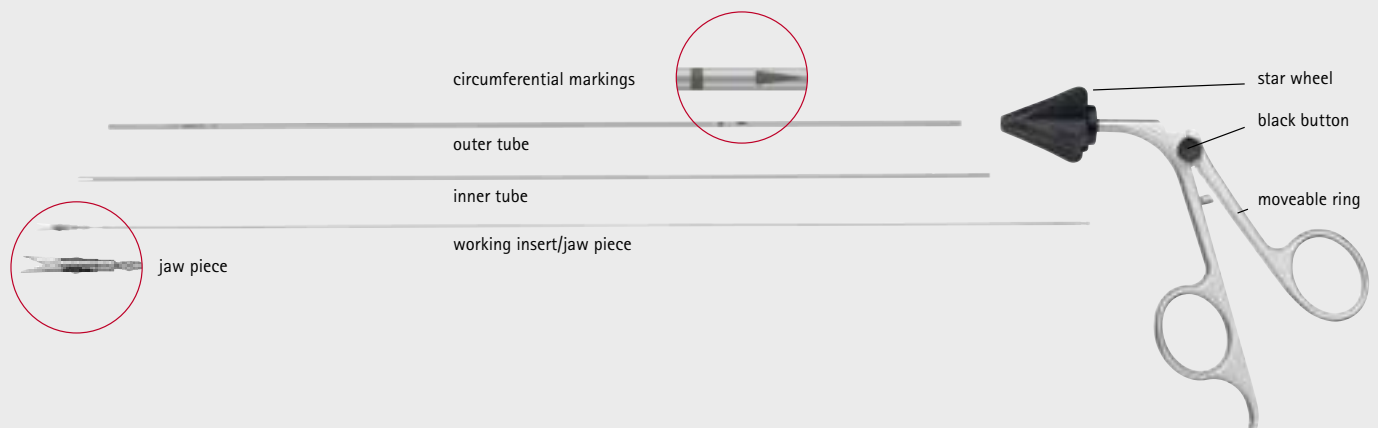 circumferential markings
star wheel
black button
outer tube
inner tube
moveable ring
working insert/jaw piece
jaw piece